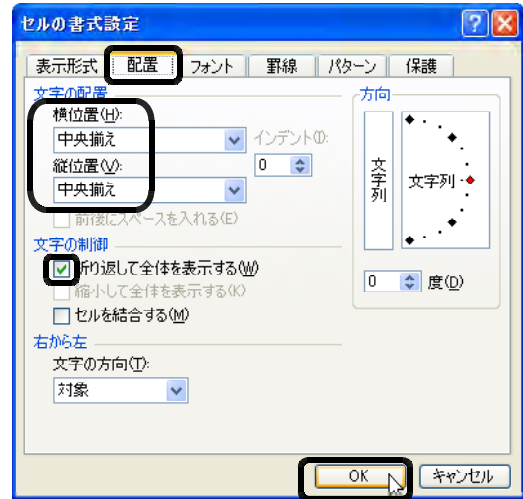 セルの書式設定
表示形式 配置 フォント 罫線 パターン 保護
文字の配置
横位置(H):
中央揃え
インデント(I):
縦位置(V):
0
中央揃え
前後にスペースを入れる(E)
文字の制御
折り返して全体を表示する(W)
縮小して全体を表示する(K)
セルを結合する(M)
右から左
文字の方向(T):
対象
方向
文字列
文字列
0 度(D)
OK キャンセル